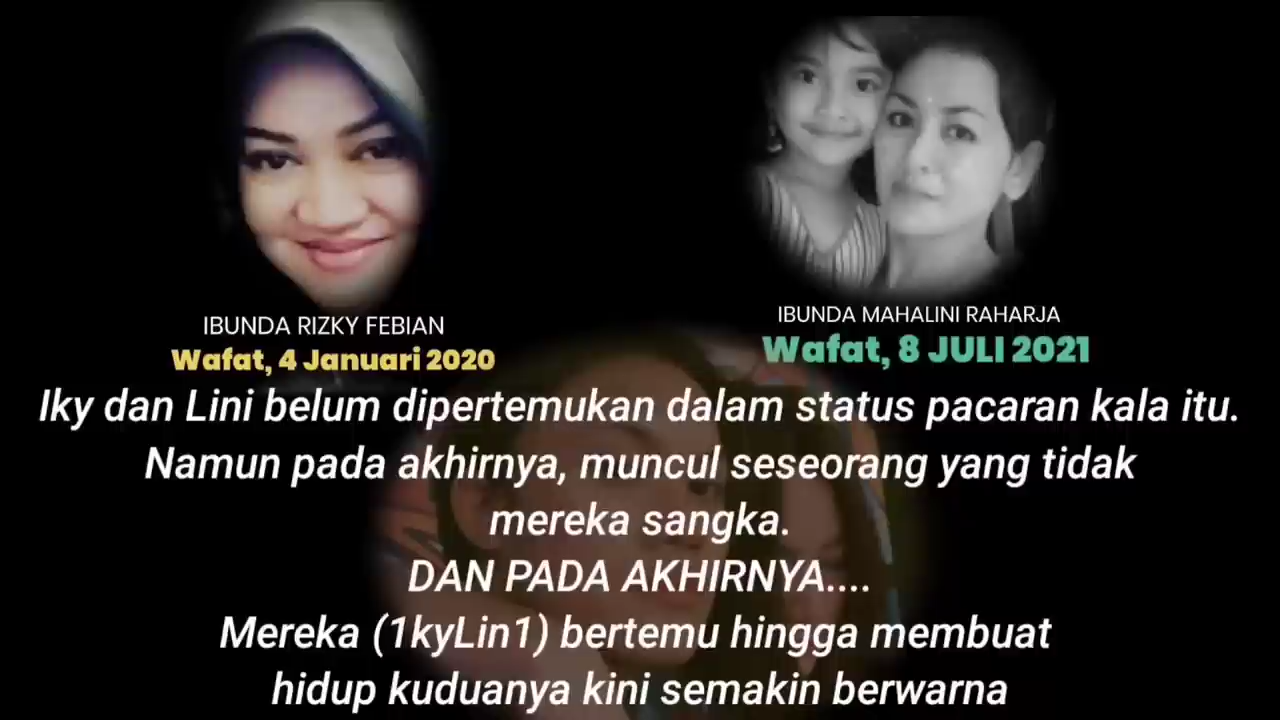 IBUNDA RIZKY FEBIAN
Wafat, 4 Januari 2020
IBUNDA MAHALINI RAHARJA
Wafat, 8 JULI 2021
Iky dan Lini belum dipertemukan dalam status pacaran kala itu.
Namun pada akhirnya, muncul seseorang yang tidak
mereka sangka.
DAN PADA AKHIRNYA....
Mereka (1kyLin1) bertemu hingga membuat
hidup kuduanya kini semakin berwarna